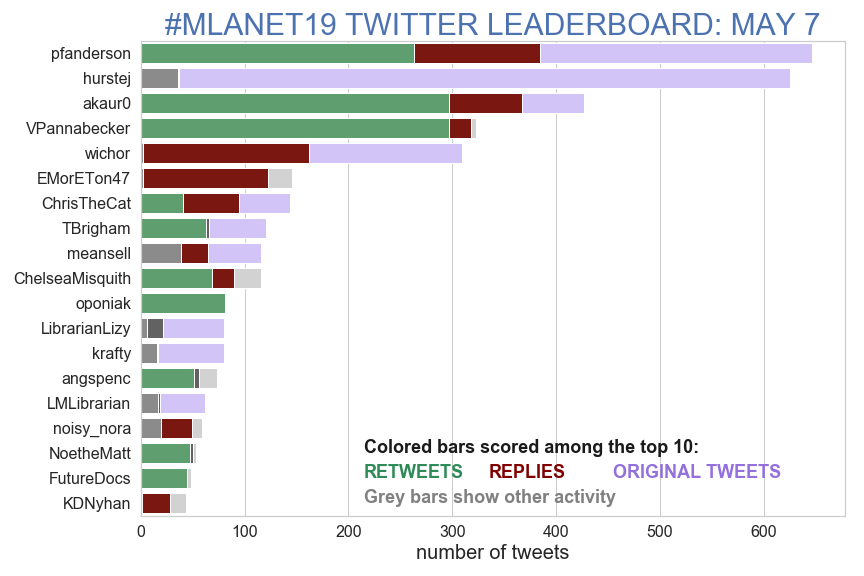 #MLANET19 TWITTER LEADERBOARD: MAY 7
pfanderson
hurstej
akaur0
VPannabecker
wichor
EMorETon47
ChrisTheCat
TBrigham
meansell
ChelseaMisquith
oponiak
LibrarianLizy
krafty
angspenc
LMLibrarian
noisy_nora
NoetheMatt
FutureDocs
KDNyhan
Colored bars scored among the top 10:
RETWEETS REPLIES ORIGINAL TWEETS
Grey bars show other activity
0 100 200 300 400 500 600
number of tweets